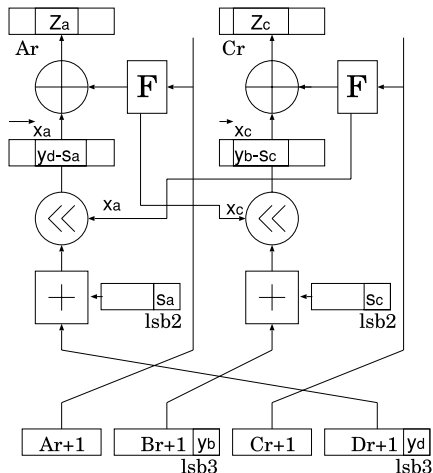 Za Zc
Ar Cr
F F
xa xc
yd-Sa yb-Sc
xa xc
Sa Sc
lsb2 lsb2
Ar+1 Br+1 yb Cr+1 Dr+1 yd
lsb3 lsb3